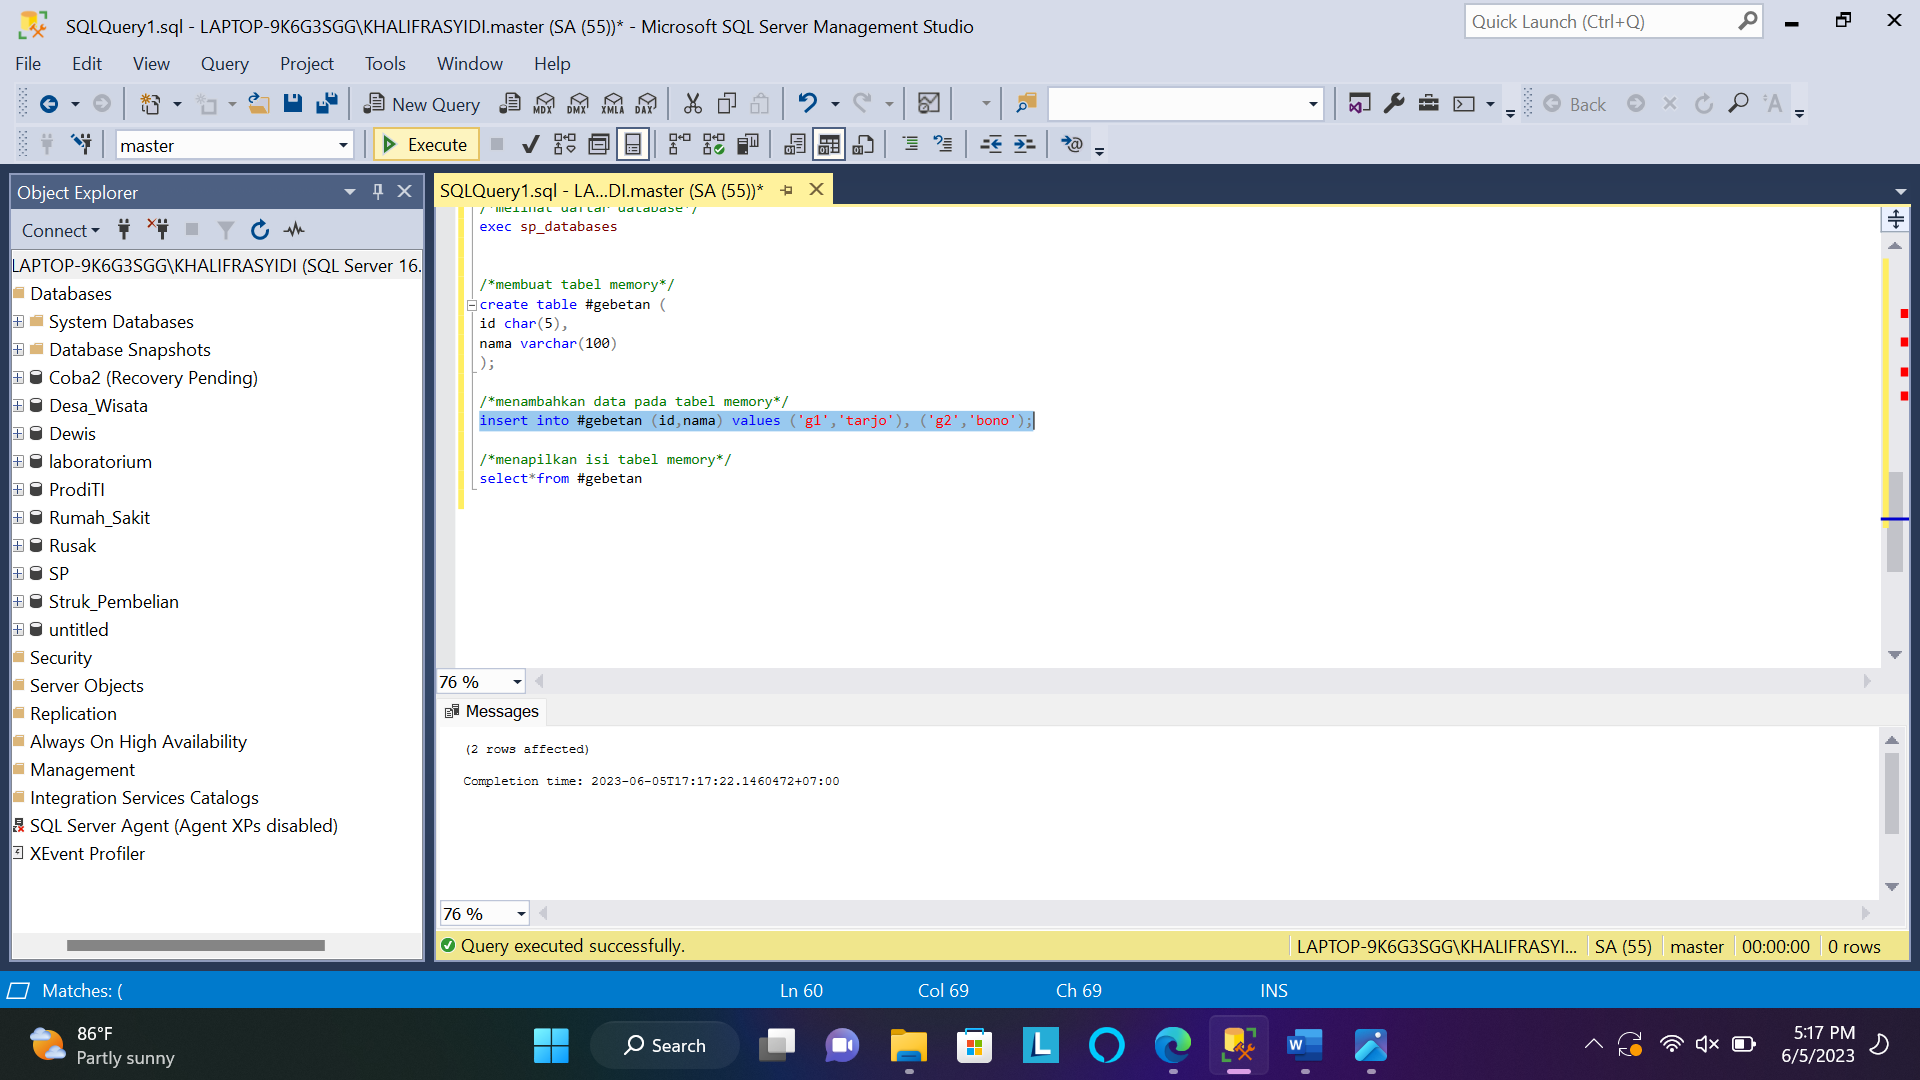 SQLQuery1.sql - LAPTOP-9K6G3SGG\KHALIFRASYIDI.master (SA (55))* - Microsoft SQL Server Management Studio
Quick Launch (Ctrl+Q)
File Edit View Query Project Tools Window Help
New Query MDX DMX XMLA DAX Back
master Execute
Object Explorer
Connect
LAPTOP-9K6G3SGG\KHALIFRASYIDI (SQL Server 16.
Databases
System Databases
Database Snapshots
Coba2 (Recovery Pending)
Desa_Wisata
Dewis
laboratorium
ProdiTI
Rumah_Sakit
Rusak
SP
Struk_Pembelian
untitled
Security
Server Objects
Replication
Always On High Availability
Management
Integration Services Catalogs
SQL Server Agent (Agent XPs disabled)
XEvent Profiler
SQLQuery1.sql - LA...DI.master (SA (55))*
/*melihat daftar database*/
exec sp_databases
/*membuat tabel memory*/
create table #gebetan (
id char(5),
nama varchar(100)
);
/*menambahkan data pada tabel memory*/
insert into #gebetan (id,nama) values ('g1','tarjo'), ('g2','bono');
/*menapilkan isi tabel memory*/
select*from #gebetan
76 %
Messages
(2 rows affected)
Completion time: 2023-06-05T17:17:22.1460472+07:00
76 %
Query executed successfully. LAPTOP-9K6G3SGG\KHALIFRASYI... SA (55) master 00:00:00 0 rows
Matches: ( Ln 60 Col 69 Ch 69 INS
86°F
Partly sunny
Search
5:17 PM
6/5/2023